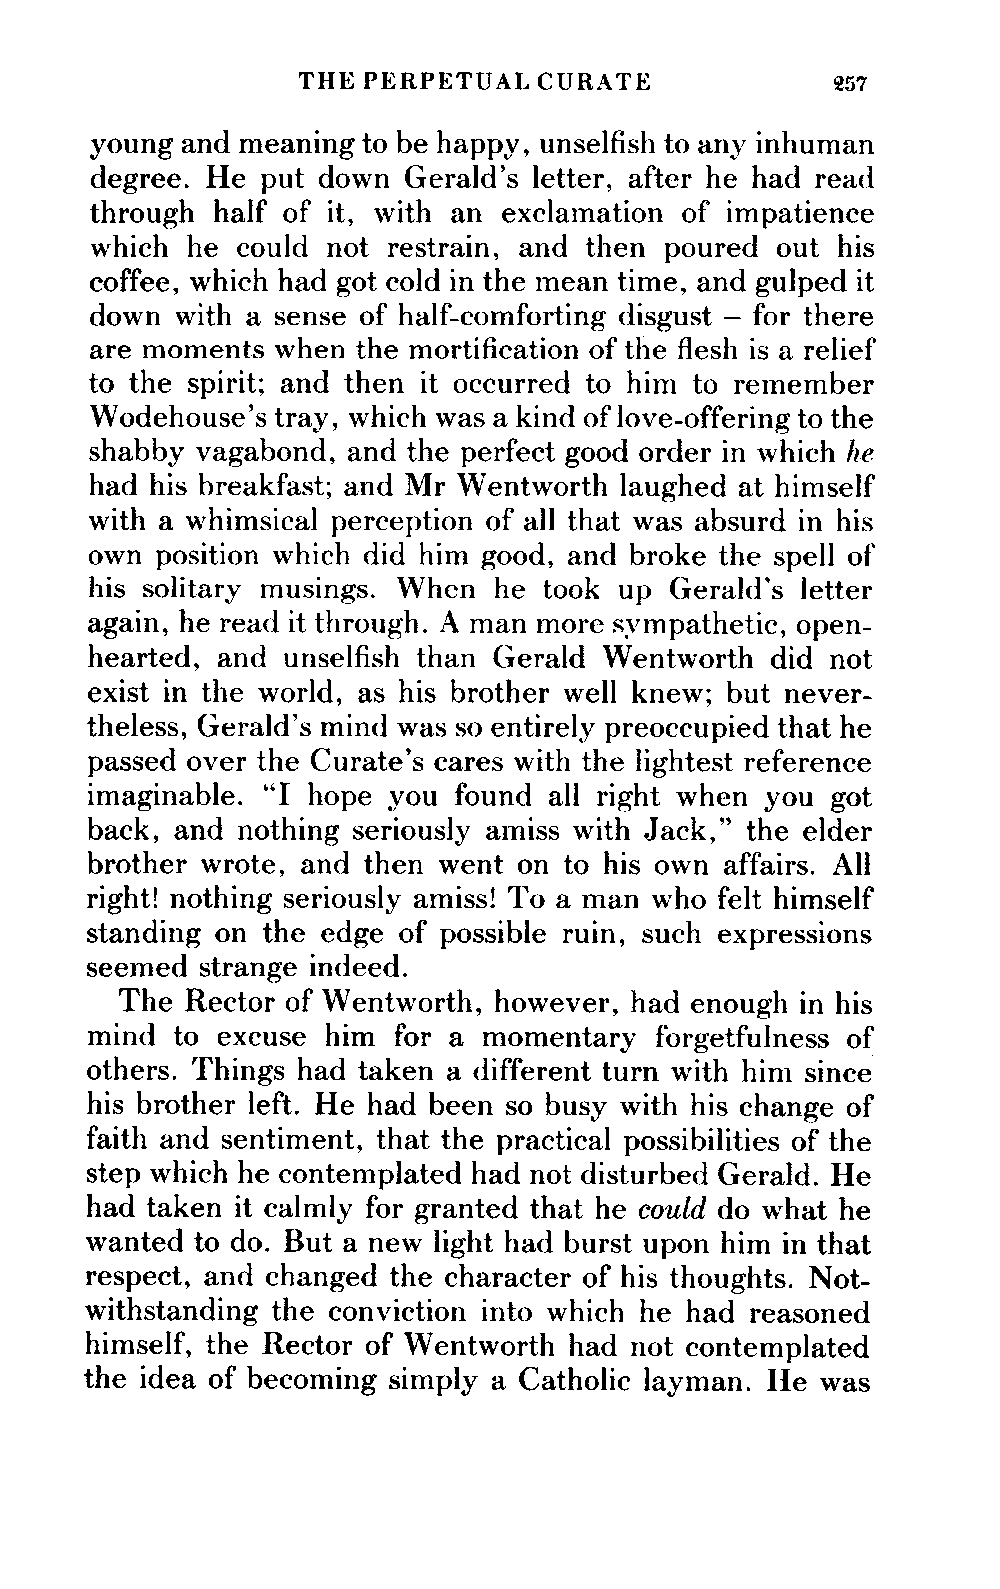 THE PERPETUAL CURATE 257
young and meaning to be happy, unselfish to any inhuman
degree. He put down Gerald's letter, after he had read
through half of it, with an exclamation of impatience
which he could not restrain, and then poured out his
coffee, which had got cold in the mean time, and gulped it
down with a sense of half-comforting disgust – for there
are moments when the mortification of the flesh is a relief
to the spirit; and then it occurred to him to remember
Wodehouse's tray, which was a kind of love-offering to the
shabby vagabond, and the perfect good order in which he
had his breakfast; and Mr Wentworth laughed at himself
with a whimsical perception of all that was absurd in his
own position which did him good, and broke the spell of
his solitary musings. When he took up Gerald's letter
again, he read it through. A man more sympathetic, open-
hearted, and unselfish than Gerald Wentworth did not
exist in the world, as his brother well knew; but never-
theless, Gerald's mind was so entirely preoccupied that he
passed over the Curate's cares with the lightest reference
imaginable. “I hope you found all right when you got
back, and nothing seriously amiss with Jack,” the elder
brother wrote, and then went on to his own affairs. All
right! nothing seriously amiss! To a man who felt himself
standing on the edge of possible ruin, such expressions
seemed strange indeed.
The Rector of Wentworth, however, had enough in his
mind to excuse him for a momentary forgetfulness of
others. Things had taken a different turn with him since
his brother left. He had been so busy with his change of
faith and sentiment, that the practical possibilities of the
step which he contemplated had not disturbed Gerald. He
had taken it calmly for granted that he could do what he
wanted to do. But a new light had burst upon him in that
respect, and changed the character of his thoughts. Not-
withstanding the conviction into which he had reasoned
himself, the Rector of Wentworth had not contemplated
the idea of becoming simply a Catholic layman. He was